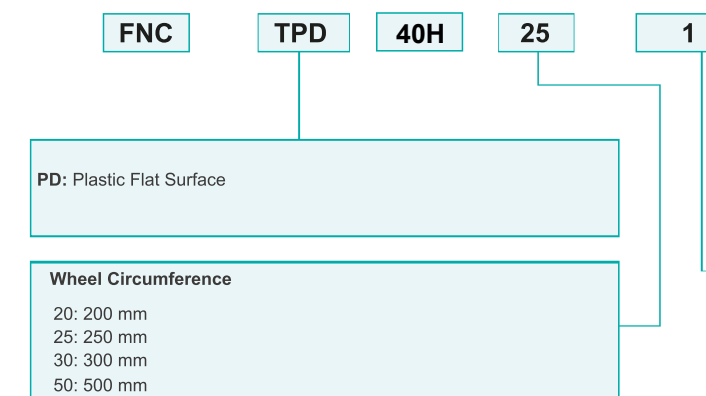 FNC TPD 40H 25 1
PD: Plastic Flat Surface
Wheel Circumference
20: 200 mm
25: 250 mm
30: 300 mm
50: 500 mm